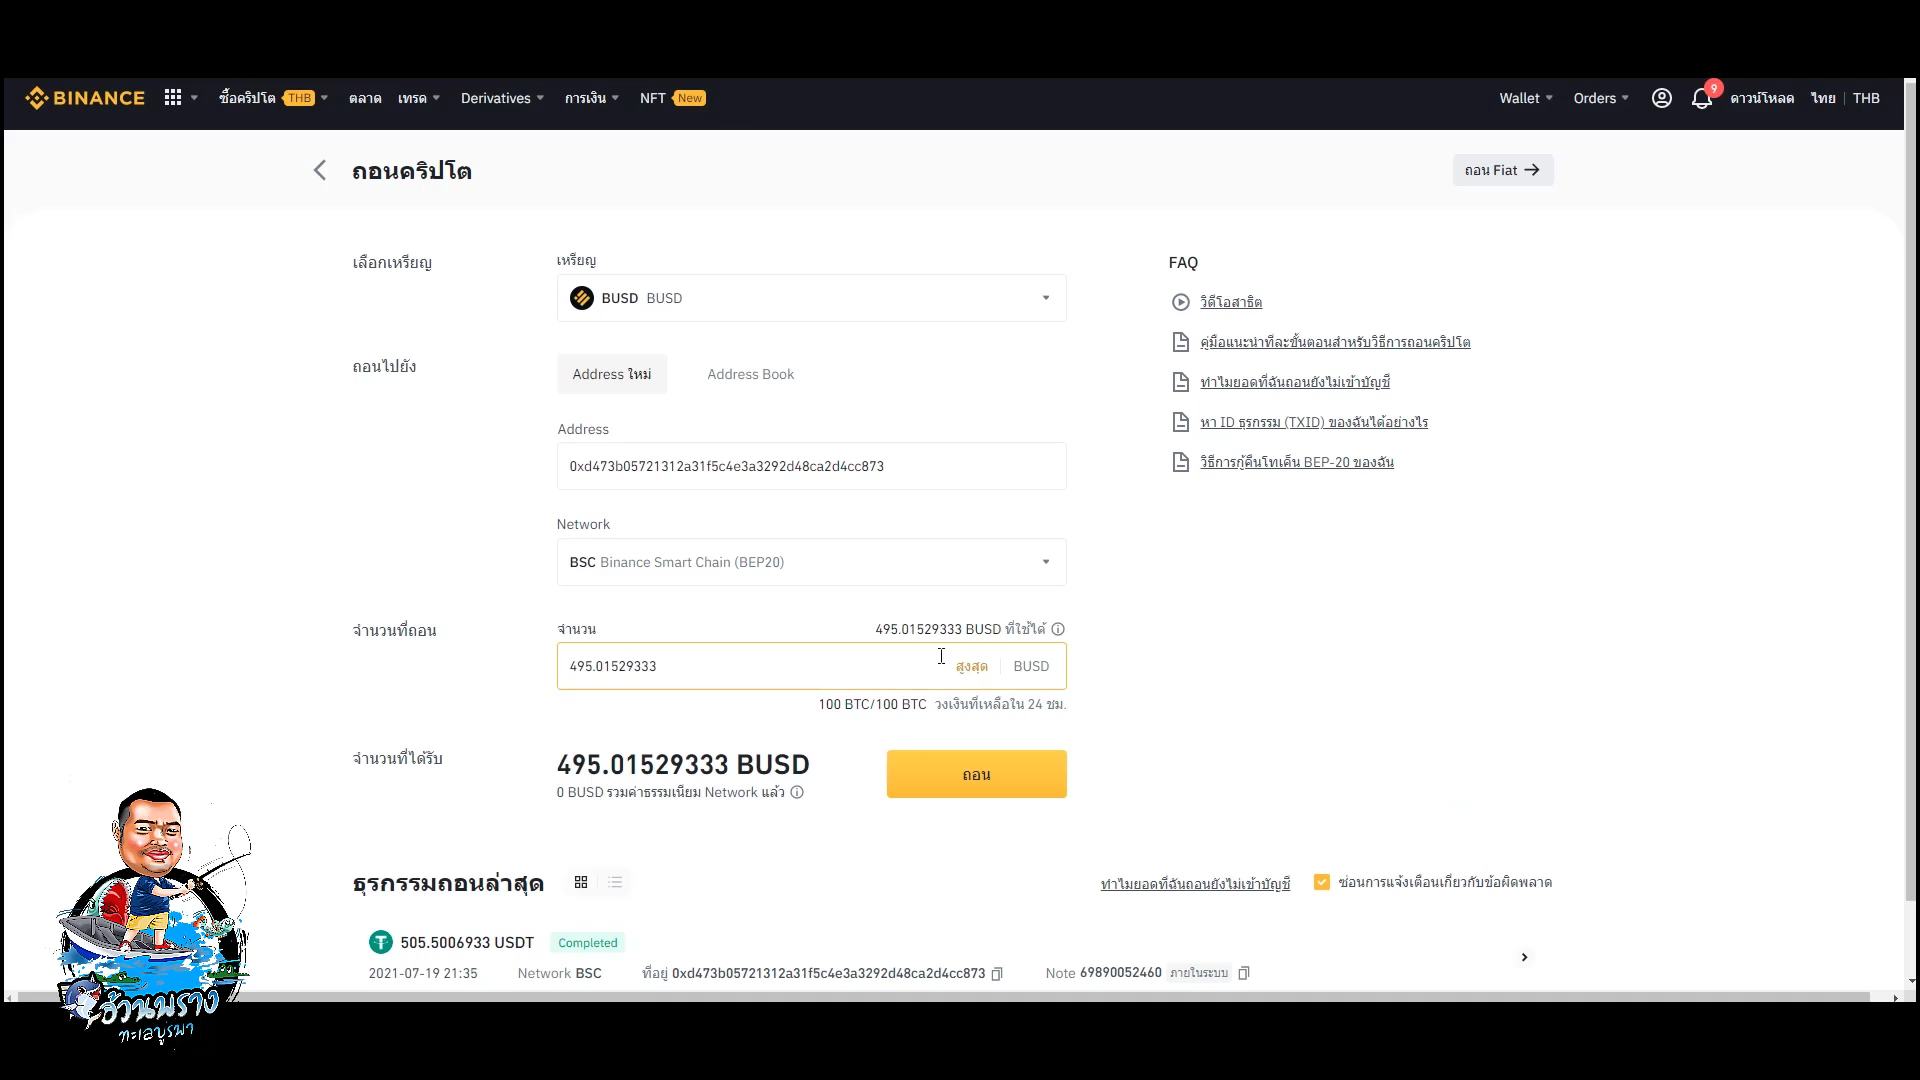 BINANCE ซื้อคริปโต THB ตลาด เทรด Derivatives การเงิน NFT New Wallet Orders 9 ดาวน์โหลด ไทย THB
ถอนคริปโต
ถอน Fiat
เลือกเหรียญ
เหรียญ
BUSD BUSD
ถอนไปยัง
Address ใหม่ Address Book
Address
0xd473b05721312a31f5c4e3a3292d48ca2d4cc873
Network
BSC Binance Smart Chain (BEP20)
จำนวนที่ถอน
จำนวน 495.01529333 BUSD ที่ใช้ได้
495.01529333 สูงสุด BUSD
100 BTC/100 BTC วงเงินที่เหลือใน 24 ชม.
จำนวนที่ได้รับ
495.01529333 BUSD
0 BUSD รวมค่าธรรมเนียม Network แล้ว
ถอน
FAQ
วิดีโอสาธิต
คู่มือแนะนำทีละขั้นตอนสำหรับวิธีการถอนคริปโต
ทำไมยอดที่ฉันถอนยังไม่เข้าบัญชี
หา ID ธุรกรรม (TXID) ของฉันได้อย่างไร
วิธีการกู้คืนโทเค็น BEP-20 ของฉัน
ธุรกรรมถอนล่าสุด
ทำไมยอดที่ฉันถอนยังไม่เข้าบัญชี ซ่อนการแจ้งเตือนเกี่ยวกับข้อผิดพลาด
505.5006933 USDT Completed
2021-07-19 21:35 Network BSC ที่อยู่ 0xd473b05721312a31f5c4e3a3292d48ca2d4cc873 Note 69890052460 ภายในระบบ
อ้วนพราง
ทะเลบูรพา